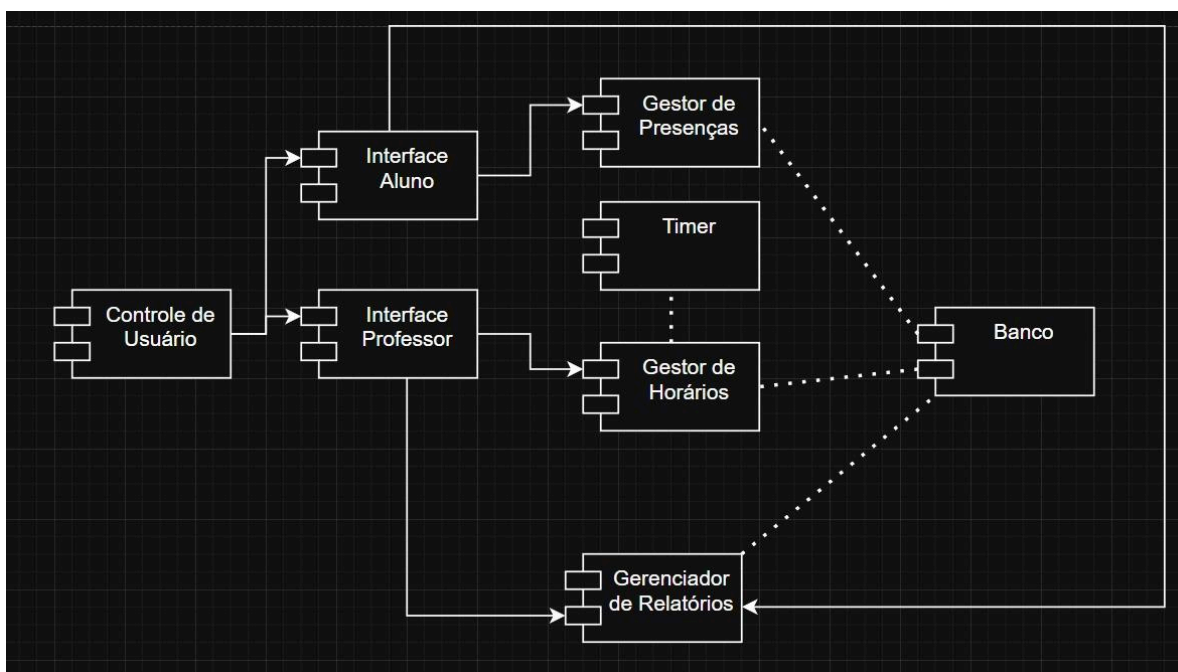 Gestor de
Presenças
Interface
Aluno
Timer
Controle de
Usuário
Interface
Professor
Banco
Gestor de
Horários
Gerenciador
de Relatórios